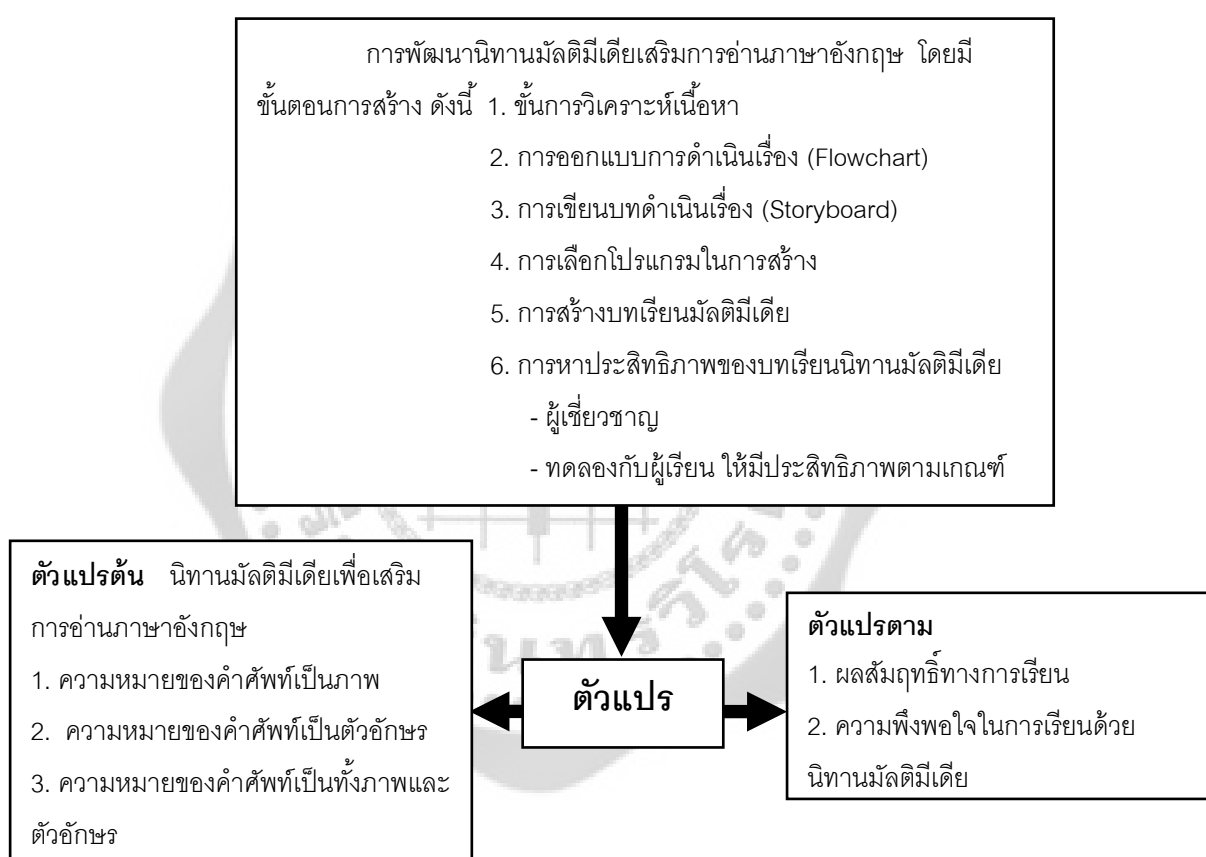 การพัฒนานิทานมัลติมีเดียเสริมการอ่านภาษาอังกฤษ โดยมี
ขั้นตอนการสร้าง ดังนี้ 1. ขั้นการวิเคราะห์เนื้อหา
2. การออกแบบการดำเนินเรื่อง (Flowchart)
3. การเขียนบทดำเนินเรื่อง (Storyboard)
4. การเลือกโปรแกรมในการสร้าง
5. การสร้างบทเรียนมัลติมีเดีย
6. การหาประสิทธิภาพของบทเรียนนิทานมัลติมีเดีย
- ผู้เชี่ยวชาญ
- ทดลองกับผู้เรียน ให้มีประสิทธิภาพตามเกณฑ์
ตัวแปรต้น นิทานมัลติมีเดียเพื่อเสริม
การอ่านภาษาอังกฤษ
1. ความหมายของคำศัพท์เป็นภาพ
2. ความหมายของคำศัพท์เป็นตัวอักษร
3. ความหมายของคำศัพท์เป็นทั้งภาพและ
ตัวอักษร
ตัวแปร
ตัวแปรตาม
1. ผลสัมฤทธิ์ทางการเรียน
2. ความพึงพอใจในการเรียนด้วย
นิทานมัลติมีเดีย